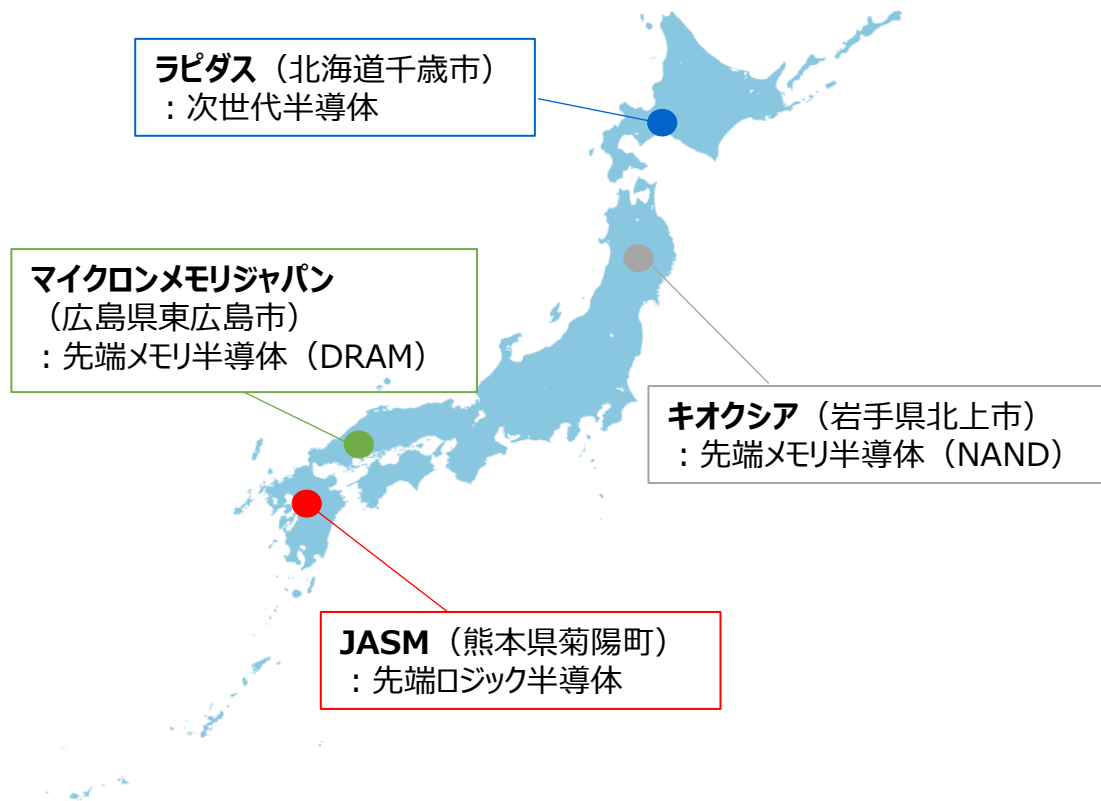 ラピダス（北海道千歳市）
：次世代半導体
マイクロンメモリジャパン
（広島県東広島市）
：先端メモリ半導体（DRAM）
キオクシア（岩手県北上市）
：先端メモリ半導体（NAND）
JASM（熊本県菊陽町）
：先端ロジック半導体